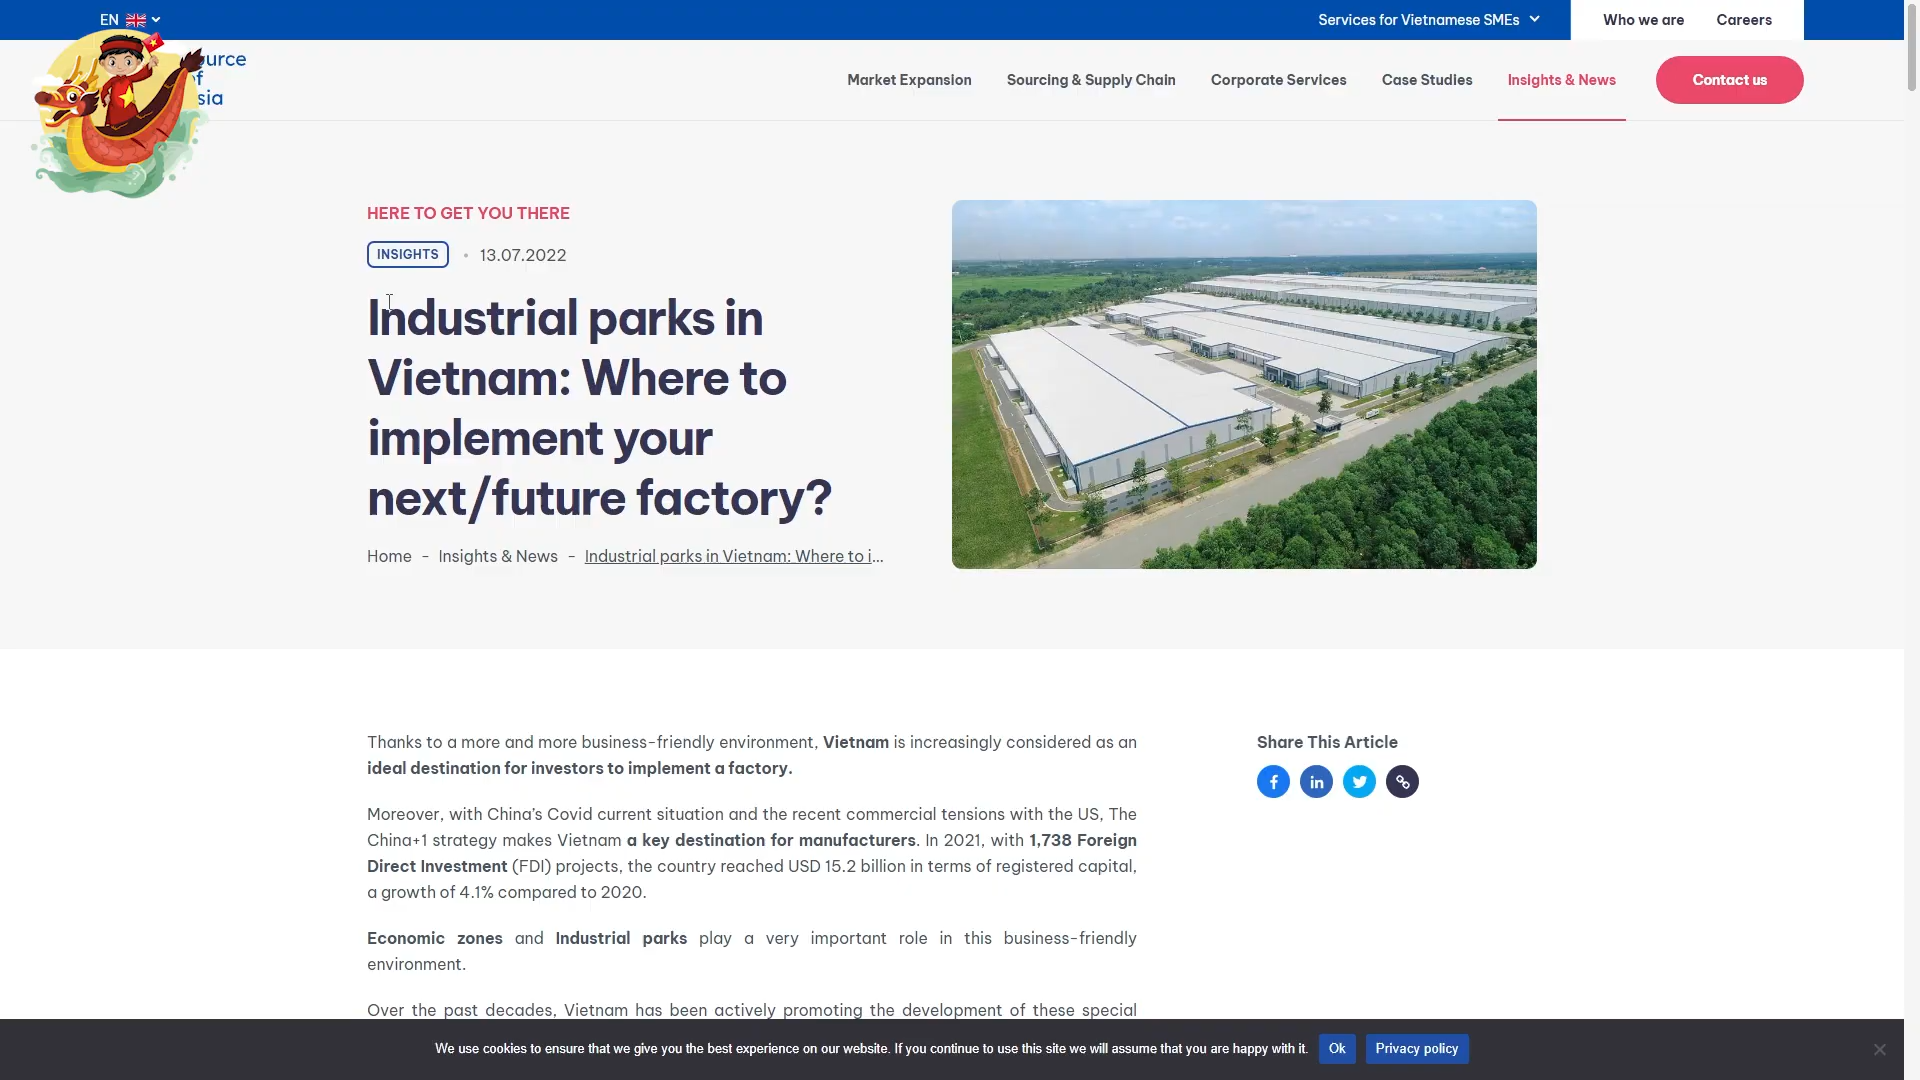 EN
Services for Vietnamese SMEs
Who we are
Careers
urce
of
sia
Market Expansion
Sourcing & Supply Chain
Corporate Services
Case Studies
Insights & News
Contact us
HERE TO GET YOU THERE
INSIGHTS • 13.07.2022
Industrial parks in
Vietnam: Where to
implement your
next/future factory?
Home - Insights & News - Industrial parks in Vietnam: Where to i...
Thanks to a more and more business-friendly environment, Vietnam is increasingly considered as an
ideal destination for investors to implement a factory.
Moreover, with China’s Covid current situation and the recent commercial tensions with the US, The
China+1 strategy makes Vietnam a key destination for manufacturers. In 2021, with 1,738 Foreign
Direct Investment (FDI) projects, the country reached USD 15.2 billion in terms of registered capital,
a growth of 4.1% compared to 2020.
Economic zones and Industrial parks play a very important role in this business-friendly
environment.
Over the past decades, Vietnam has been actively promoting the development of these special
Share This Article
We use cookies to ensure that we give you the best experience on our website. If you continue to use this site we will assume that you are happy with it.
Ok
Privacy policy